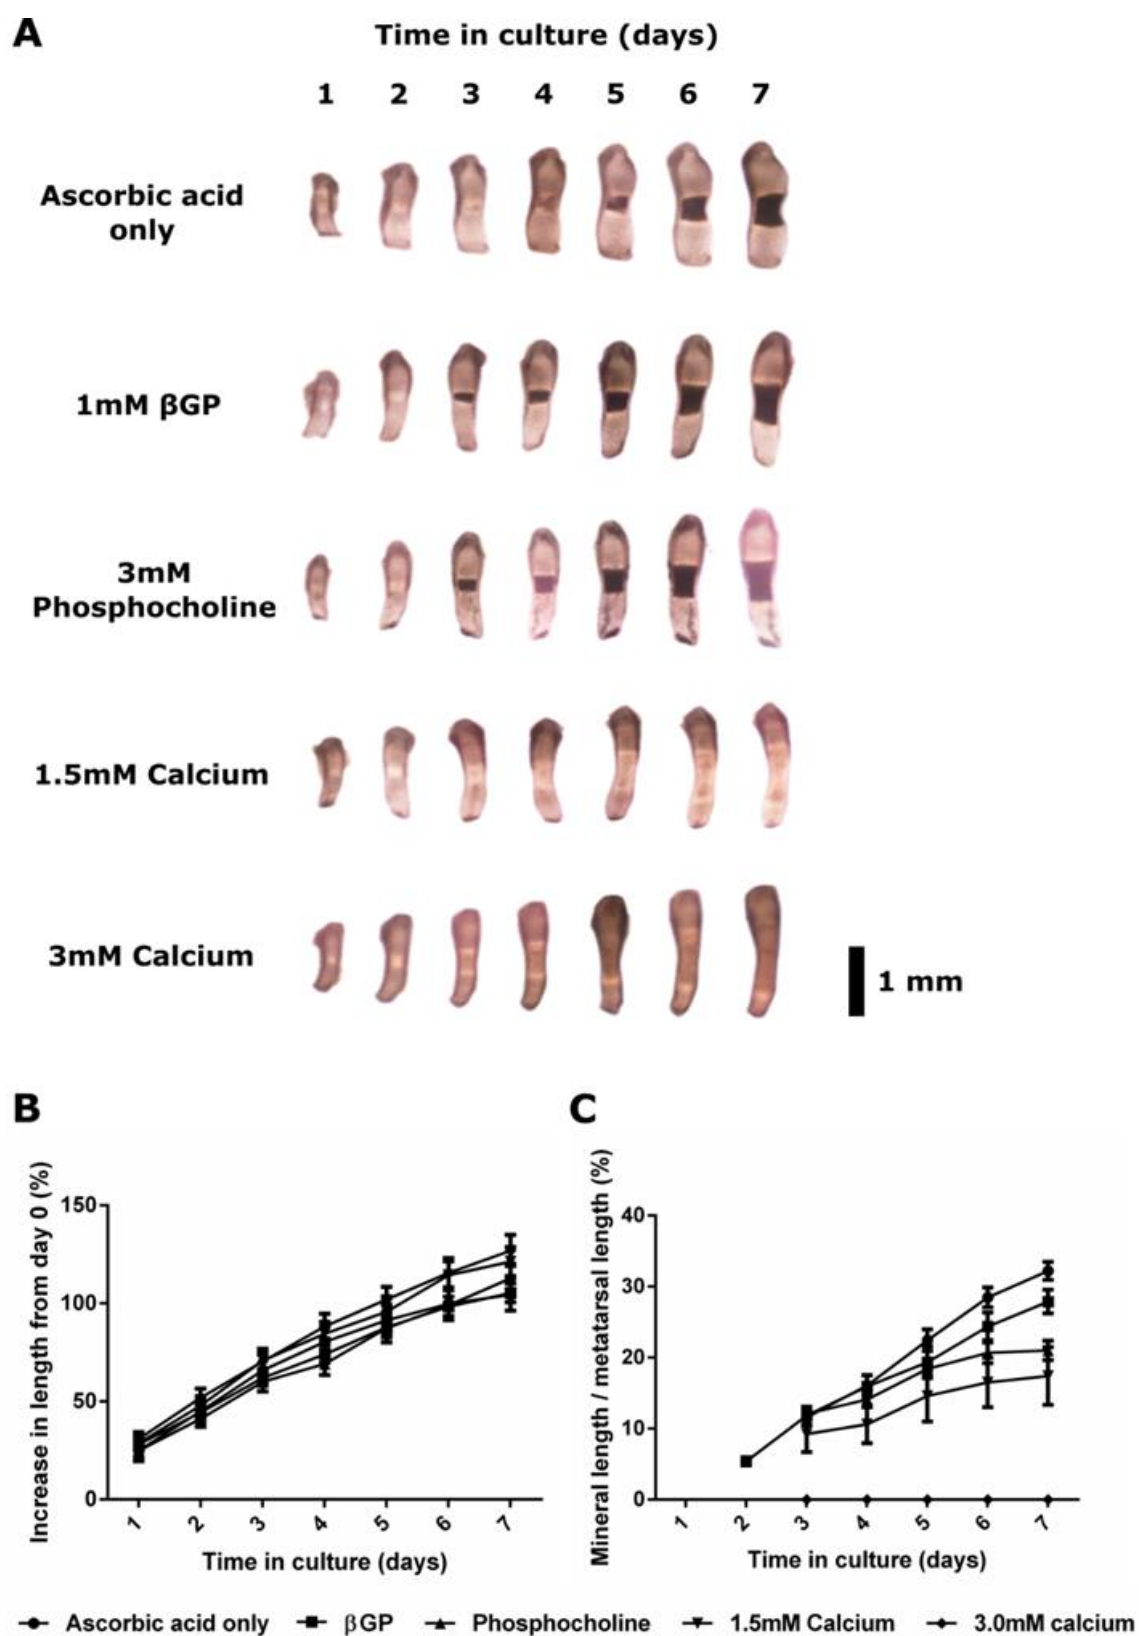 A
Time in culture (days)
1 2 3 4 5 6 7
Ascorbic acid
only
1mM βGP
3mM
Phosphocholine
1.5mM Calcium
3mM Calcium
1 mm
B
Increase in length from day 0 (%)
150
100
50
0
1 2 3 4 5 6 7
Time in culture (days)
C
Mineral length / metatarsal length (%)
40
30
20
10
0
1 2 3 4 5 6 7
Time in culture (days)
Ascorbic acid only βGP Phosphocholine 1.5mM Calcium 3.0mM calcium